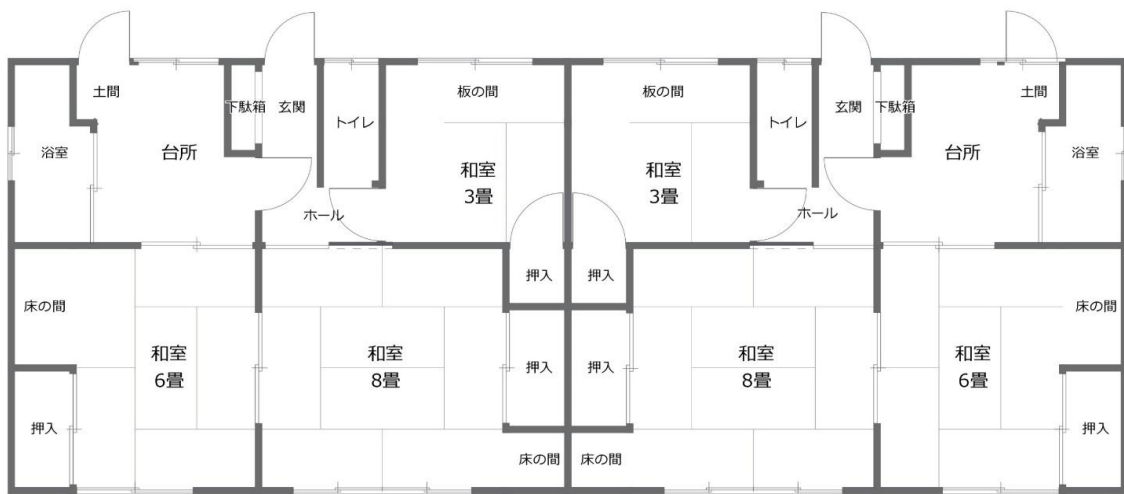 土間
下駄箱
玄関
トイレ
板の間
板の間
トイレ
玄関
下駄箱
土間
浴室
台所
和室
3畳
和室
3畳
台所
浴室
ホール
ホール
床の間
押入
押入
床の間
和室
6畳
和室
8畳
押入
押入
和室
8畳
和室
6畳
押入
床の間
床の間
押入